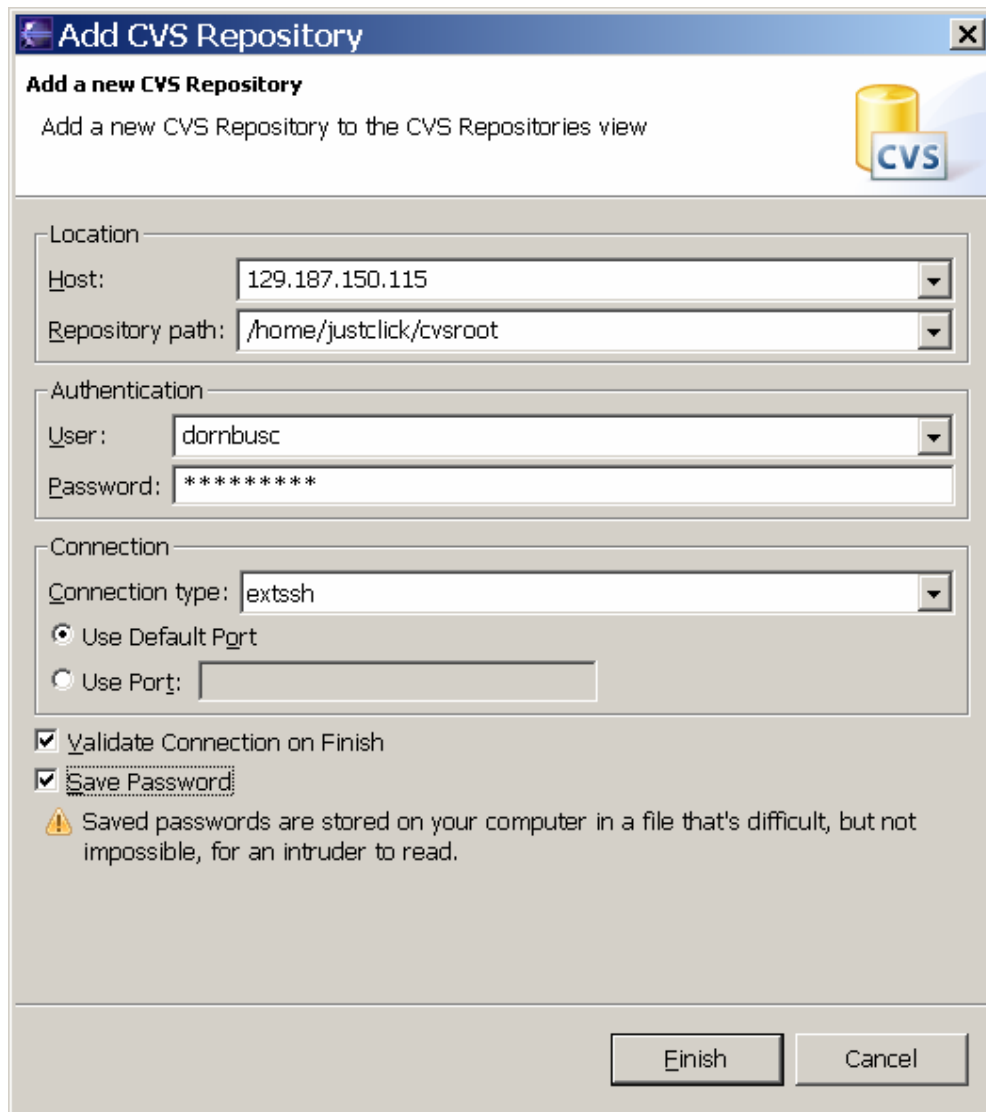 Add CVS Repository
Add a new CVS Repository
Add a new CVS Repository to the CVS Repositories view
CVS
Location
Host: 129.187.150.115
Repository path: /home/justclick/cvsroot
Authentication
User: dornbusc
Password: *********
Connection
Connection type: extssh
Use Default Port
Use Port:
Validate Connection on Finish
Save Password
Saved passwords are stored on your computer in a file that's difficult, but not
impossible, for an intruder to read.
Finish Cancel